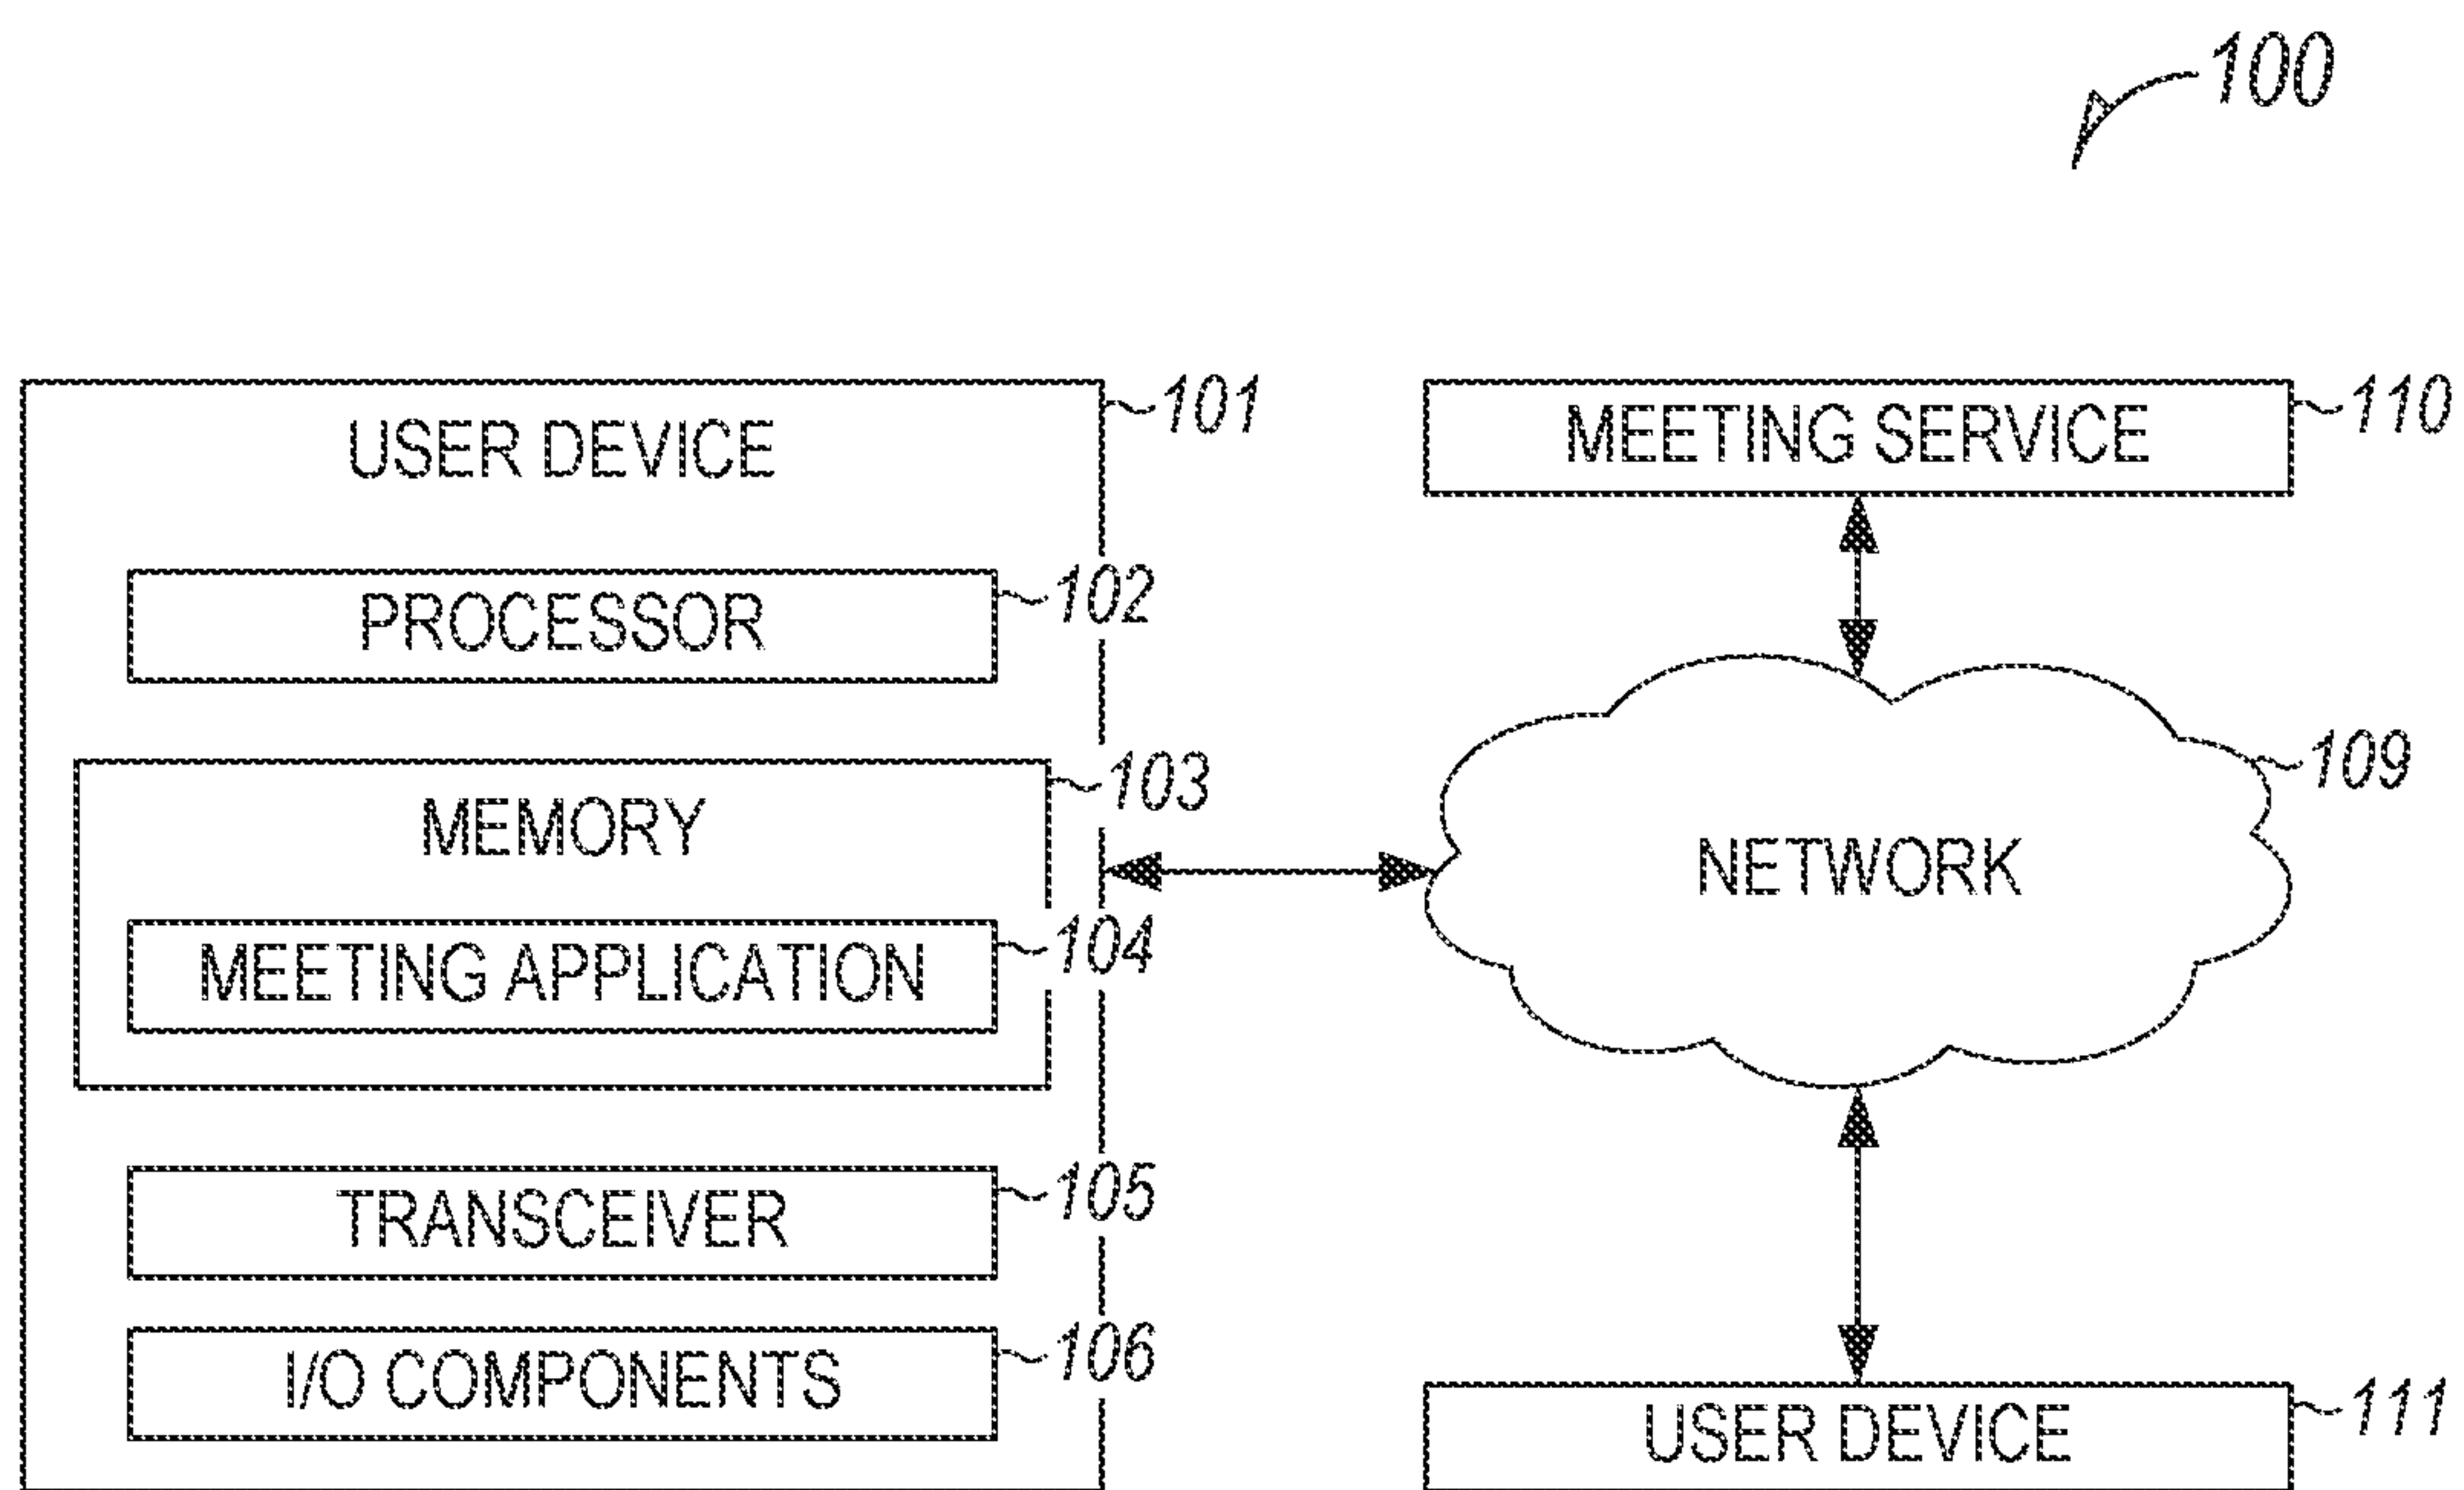 100
USER DEVICE
101
PROCESSOR
102
MEMORY
103
MEETING APPLICATION
104
TRANSCEIVER
105
I/O COMPONENTS
106
MEETING SERVICE
110
NETWORK
109
USER DEVICE
111